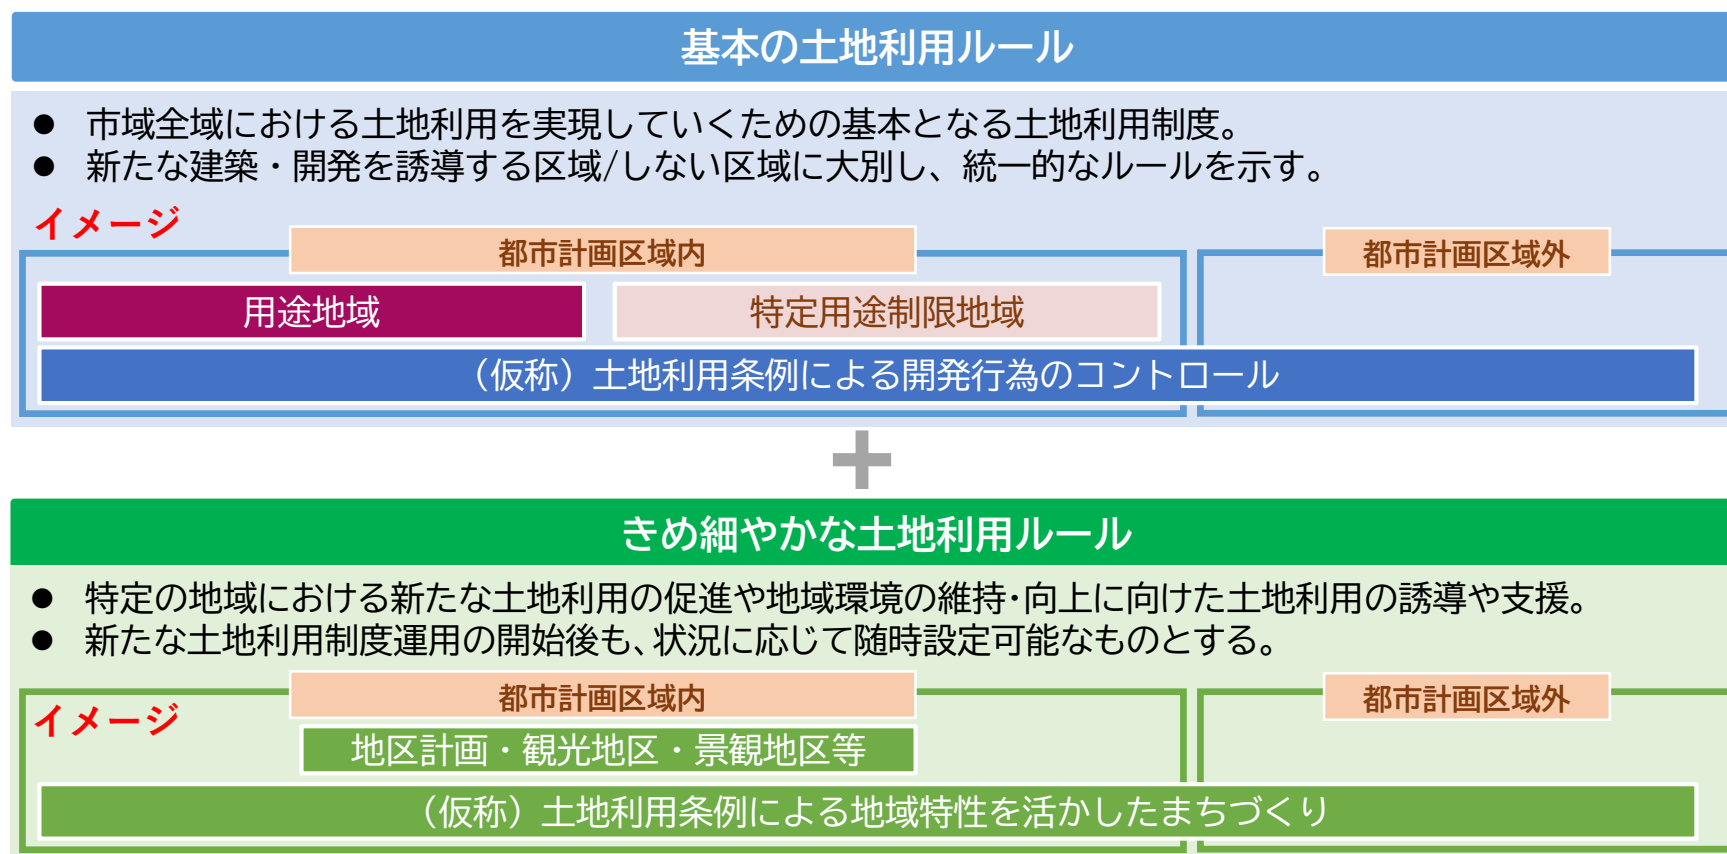 基本の土地利用ルール
● 市域全域における土地利用を実現していくための基本となる土地利用制度。
● 新たな建築・開発を誘導する区域/しない区域に大別し、統一的なルールを示す。
イメージ
都市計画区域内
都市計画区域外
用途地域
特定用途制限地域
（仮称）土地利用条例による開発行為のコントロール
+
きめ細やかな土地利用ルール
● 特定の地域における新たな土地利用の促進や地域環境の維持・向上に向けた土地利用の誘導や支援。
● 新たな土地利用制度運用の開始後も、状況に応じて随時設定可能なものとする。
都市計画区域内
都市計画区域外
イメージ
地区計画・観光地区・景観地区等
（仮称）土地利用条例による地域特性を活かしたまちづくり